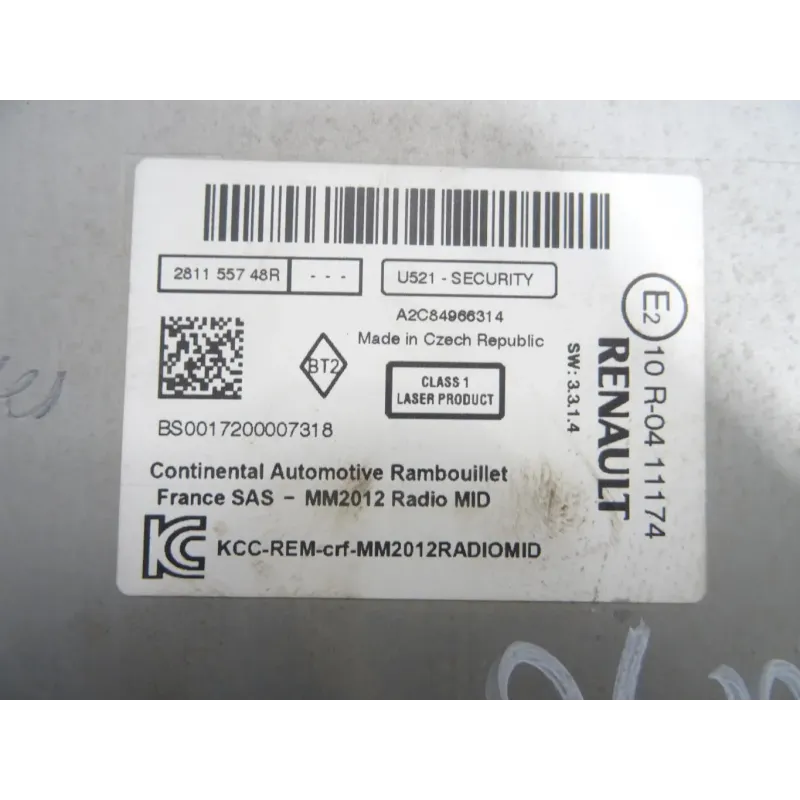 2811 557 48R - - -
U521 - SECURITY
A2C84966314
Made in Czech Republic
BT2
CLASS 1
LASER PRODUCT
BS0017200007318
Continental Automotive Rambouillet
France SAS - MM2012 Radio MID
KC KCC-REM-crf-MM2012RADIOMID
SW: 3.3.1.4
RENAULT
E2 10 R-04 11174